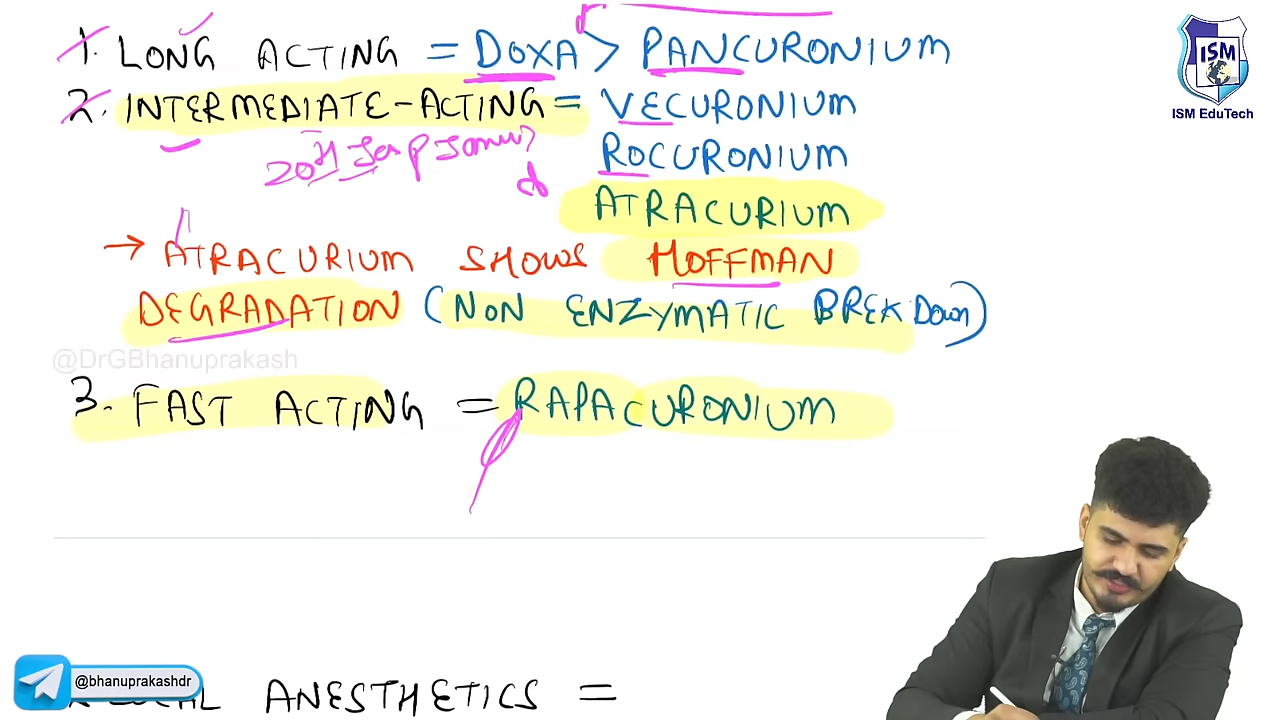 1. LONG ACTING = DOXA > PANCURONIUM
2. INTERMEDIATE-ACTING = VECURONIUM
ROCURONIUM
ATRACURIUM
→ ATRACURIUM SHOWS HOFFMAN
DEGRADATION (NON ENZYMATIC BREKDOWN)
@DrGBhanuprakash
3. FAST ACTING = RAPACURONIUM
@bhanuprakashdr
ANESTHETICS =
ISM
ISM EduTech